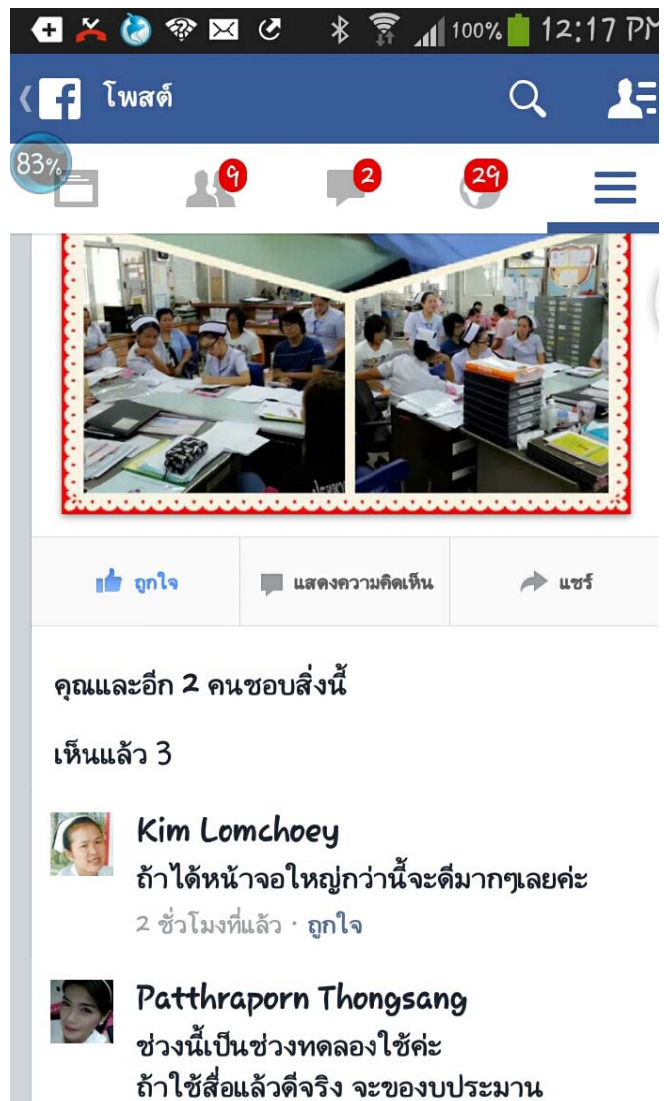 100% 12:17 PM
โพสต์
83%
9 2 29
ถูกใจ แสดงความคิดเห็น แชร์
คุณและอีก 2 คนชอบสิ่งนี้
เห็นแล้ว 3
Kim Lomchoey
ถ้าได้หน้าจอใหญ่กว่านี้จะดีมากๆเลยค่ะ
2 ชั่วโมงที่แล้ว · ถูกใจ
Patthraporn Thongsang
ช่วงนี้เป็นช่วงทดลองใช้ค่ะ
ถ้าใช้สื่อแล้วดีจริง จะของบประมาน